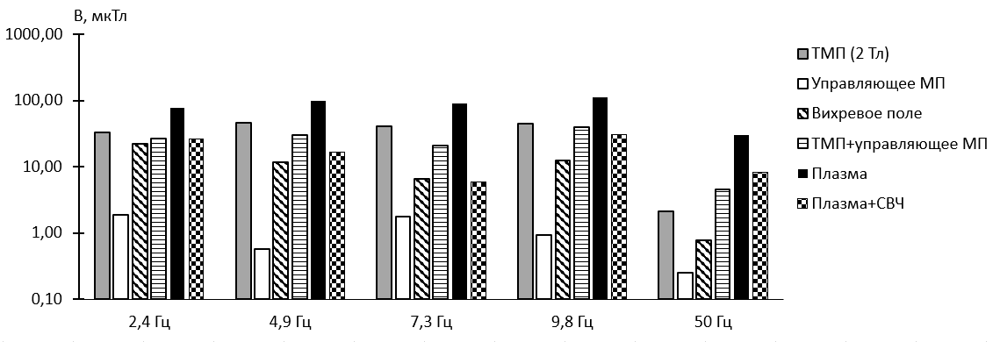 В, мкТл
1000,00
100,00
10,00
1,00
0,10
2,4 Гц
4,9 Гц
7,3 Гц
9,8 Гц
50 Гц
ТМП (2 Тл)
Управляющее МП
Вихревое поле
ТМП+управляющее МП
Плазма
Плазма+СВЧ